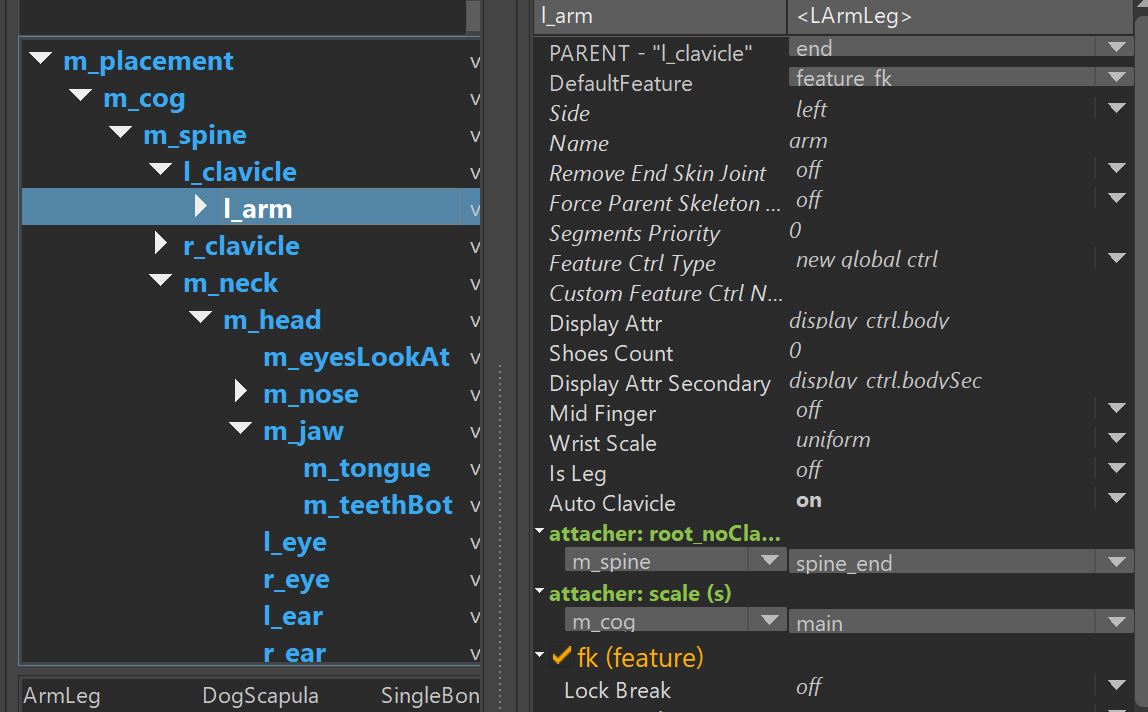 m_placement v
m_cog v
m_spine v
l_clavicle v
l_arm v
r_clavicle v
m_neck v
m_head v
m_eyesLookAt v
m_nose v
m_jaw v
m_tongue v
m_teethBot v
l_eye v
r_eye v
l_ear v
r_ear v
ArmLeg DogScapula SingleBon
l_arm <LArmLeg>
PARENT - "l_clavicle" end
DefaultFeature feature_fk
Side left
Name arm
Remove End Skin Joint off
Force Parent Skeleton ... off
Segments Priority 0
Feature Ctrl Type new global ctrl
Custom Feature Ctrl N...
Display Attr display_ctrl.body
Shoes Count 0
Display Attr Secondary display_ctrl.bodySec
Mid Finger off
Wrist Scale uniform
Is Leg off
Auto Clavicle on
attacher: root_noCla...
m_spine spine_end
attacher: scale (s)
m_cog main
fk (feature)
Lock Break off